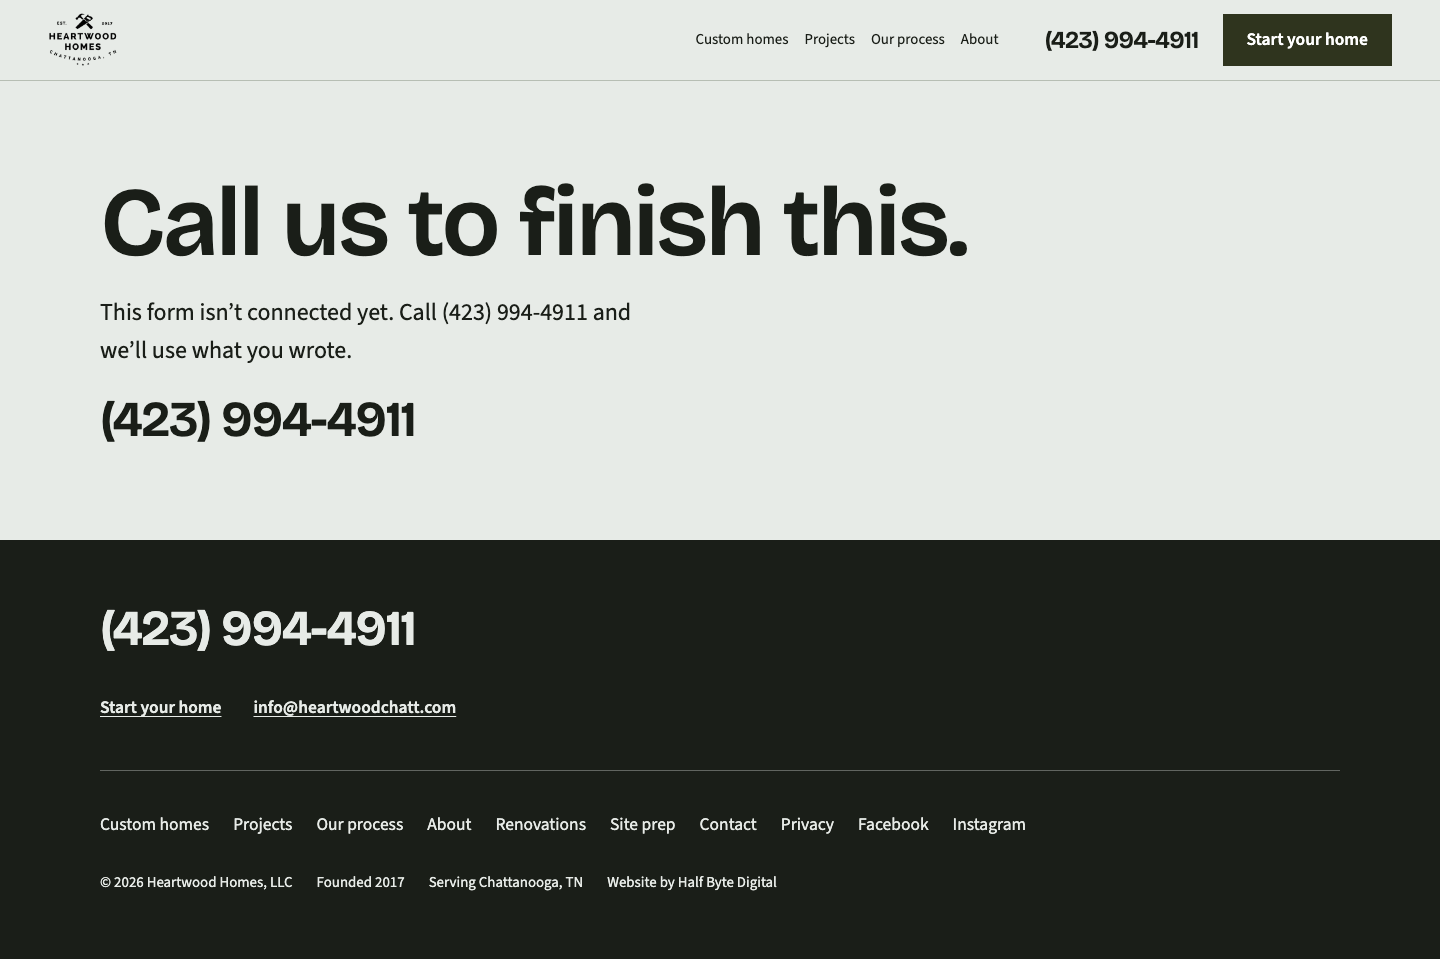 EST. 2017
HEARTWOOD
HOMES
CHATTANOOGA, TN
Custom homes Projects Our process About (423) 994-4911 Start your home
Call us to finish this.
This form isn’t connected yet. Call (423) 994-4911 and
we’ll use what you wrote.
(423) 994-4911
(423) 994-4911
Start your home info@heartwoodchatt.com
Custom homes Projects Our process About Renovations Site prep Contact Privacy Facebook Instagram
© 2026 Heartwood Homes, LLC Founded 2017 Serving Chattanooga, TN Website by Half Byte Digital